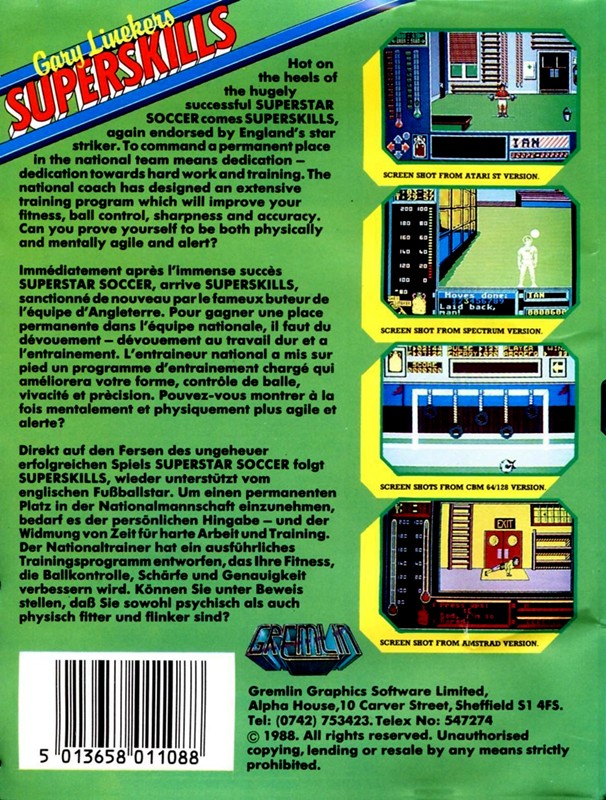 Gary Linekers
SUPERSKILLS
Hot on
the heels of
the hugely
successful SUPERSTAR
SOCCER comes SUPERSKILLS,
again endorsed by England's star
striker. To command a permanent place
in the national team means dedication –
dedication towards hard work and training. The
national coach has designed an extensive
training program which will improve your
fitness, ball control, sharpness and accuracy.
Can you prove yourself to be both physically
and mentally agile and alert?
Immédiatement après l'immense succès
SUPERSTAR SOCCER, arrive SUPERSKILLS,
sanctionné de nouveau par le fameux buteur de
l'équipe d'Angleterre. Pour gagner une place
permanente dans l'équipe nationale, il faut du
dévouement – dévouement au travail dur et a
l'entrainement. L'entraineur national a mis sur
pied un programme d'entrainement chargé qui
améliorera votre forme, contrôle de balle,
vivacité et prècision. Pouvez-vous montrer à la
fois mentalement et physiquement plus agile et
alerte?
Direkt auf den Fersen des ungeheuer
erfolgreichen Spiels SUPERSTAR SOCCER folgt
SUPERSKILLS, wieder unterstützt vom
englischen Fußballstar. Um einen permanenten
Platz in der Nationalmannschaft einzunehmen,
bedarf es der persönlichen Hingabe – und der
Widmung von Zeit für harte Arbeit und Training.
Der Nationaltrainer hat ein ausführliches
Trainingsprogramm entworfen, das Ihre Fitness,
die Ballkontrolle, Schärfe und Genauigkeit
verbessern wird. Können Sie unter Beweis
stellen, daß Sie sowohl psychisch als auch
physisch fitter und flinker sind?
IAN
SCREEN SHOT FROM ATARI ST VERSION.
200 100
180
160
140
120
100
80
Moves done:
123456789
Laid back,
man!
IAN
SCREEN SHOT FROM SPECTRUM VERSION.
SCREEN SHOTS FROM CBM 64/128 VERSION.
EXIT
SCREEN SHOT FROM AMSTRAD VERSION.
GREMLIN
Gremlin Graphics Software Limited,
Alpha House, 10 Carver Street, Sheffield S1 4FS.
Tel: (0742) 753423. Telex No: 547274
© 1988. All rights reserved. Unauthorised
copying, lending or resale by any means strictly
prohibited.
5 013658 011088